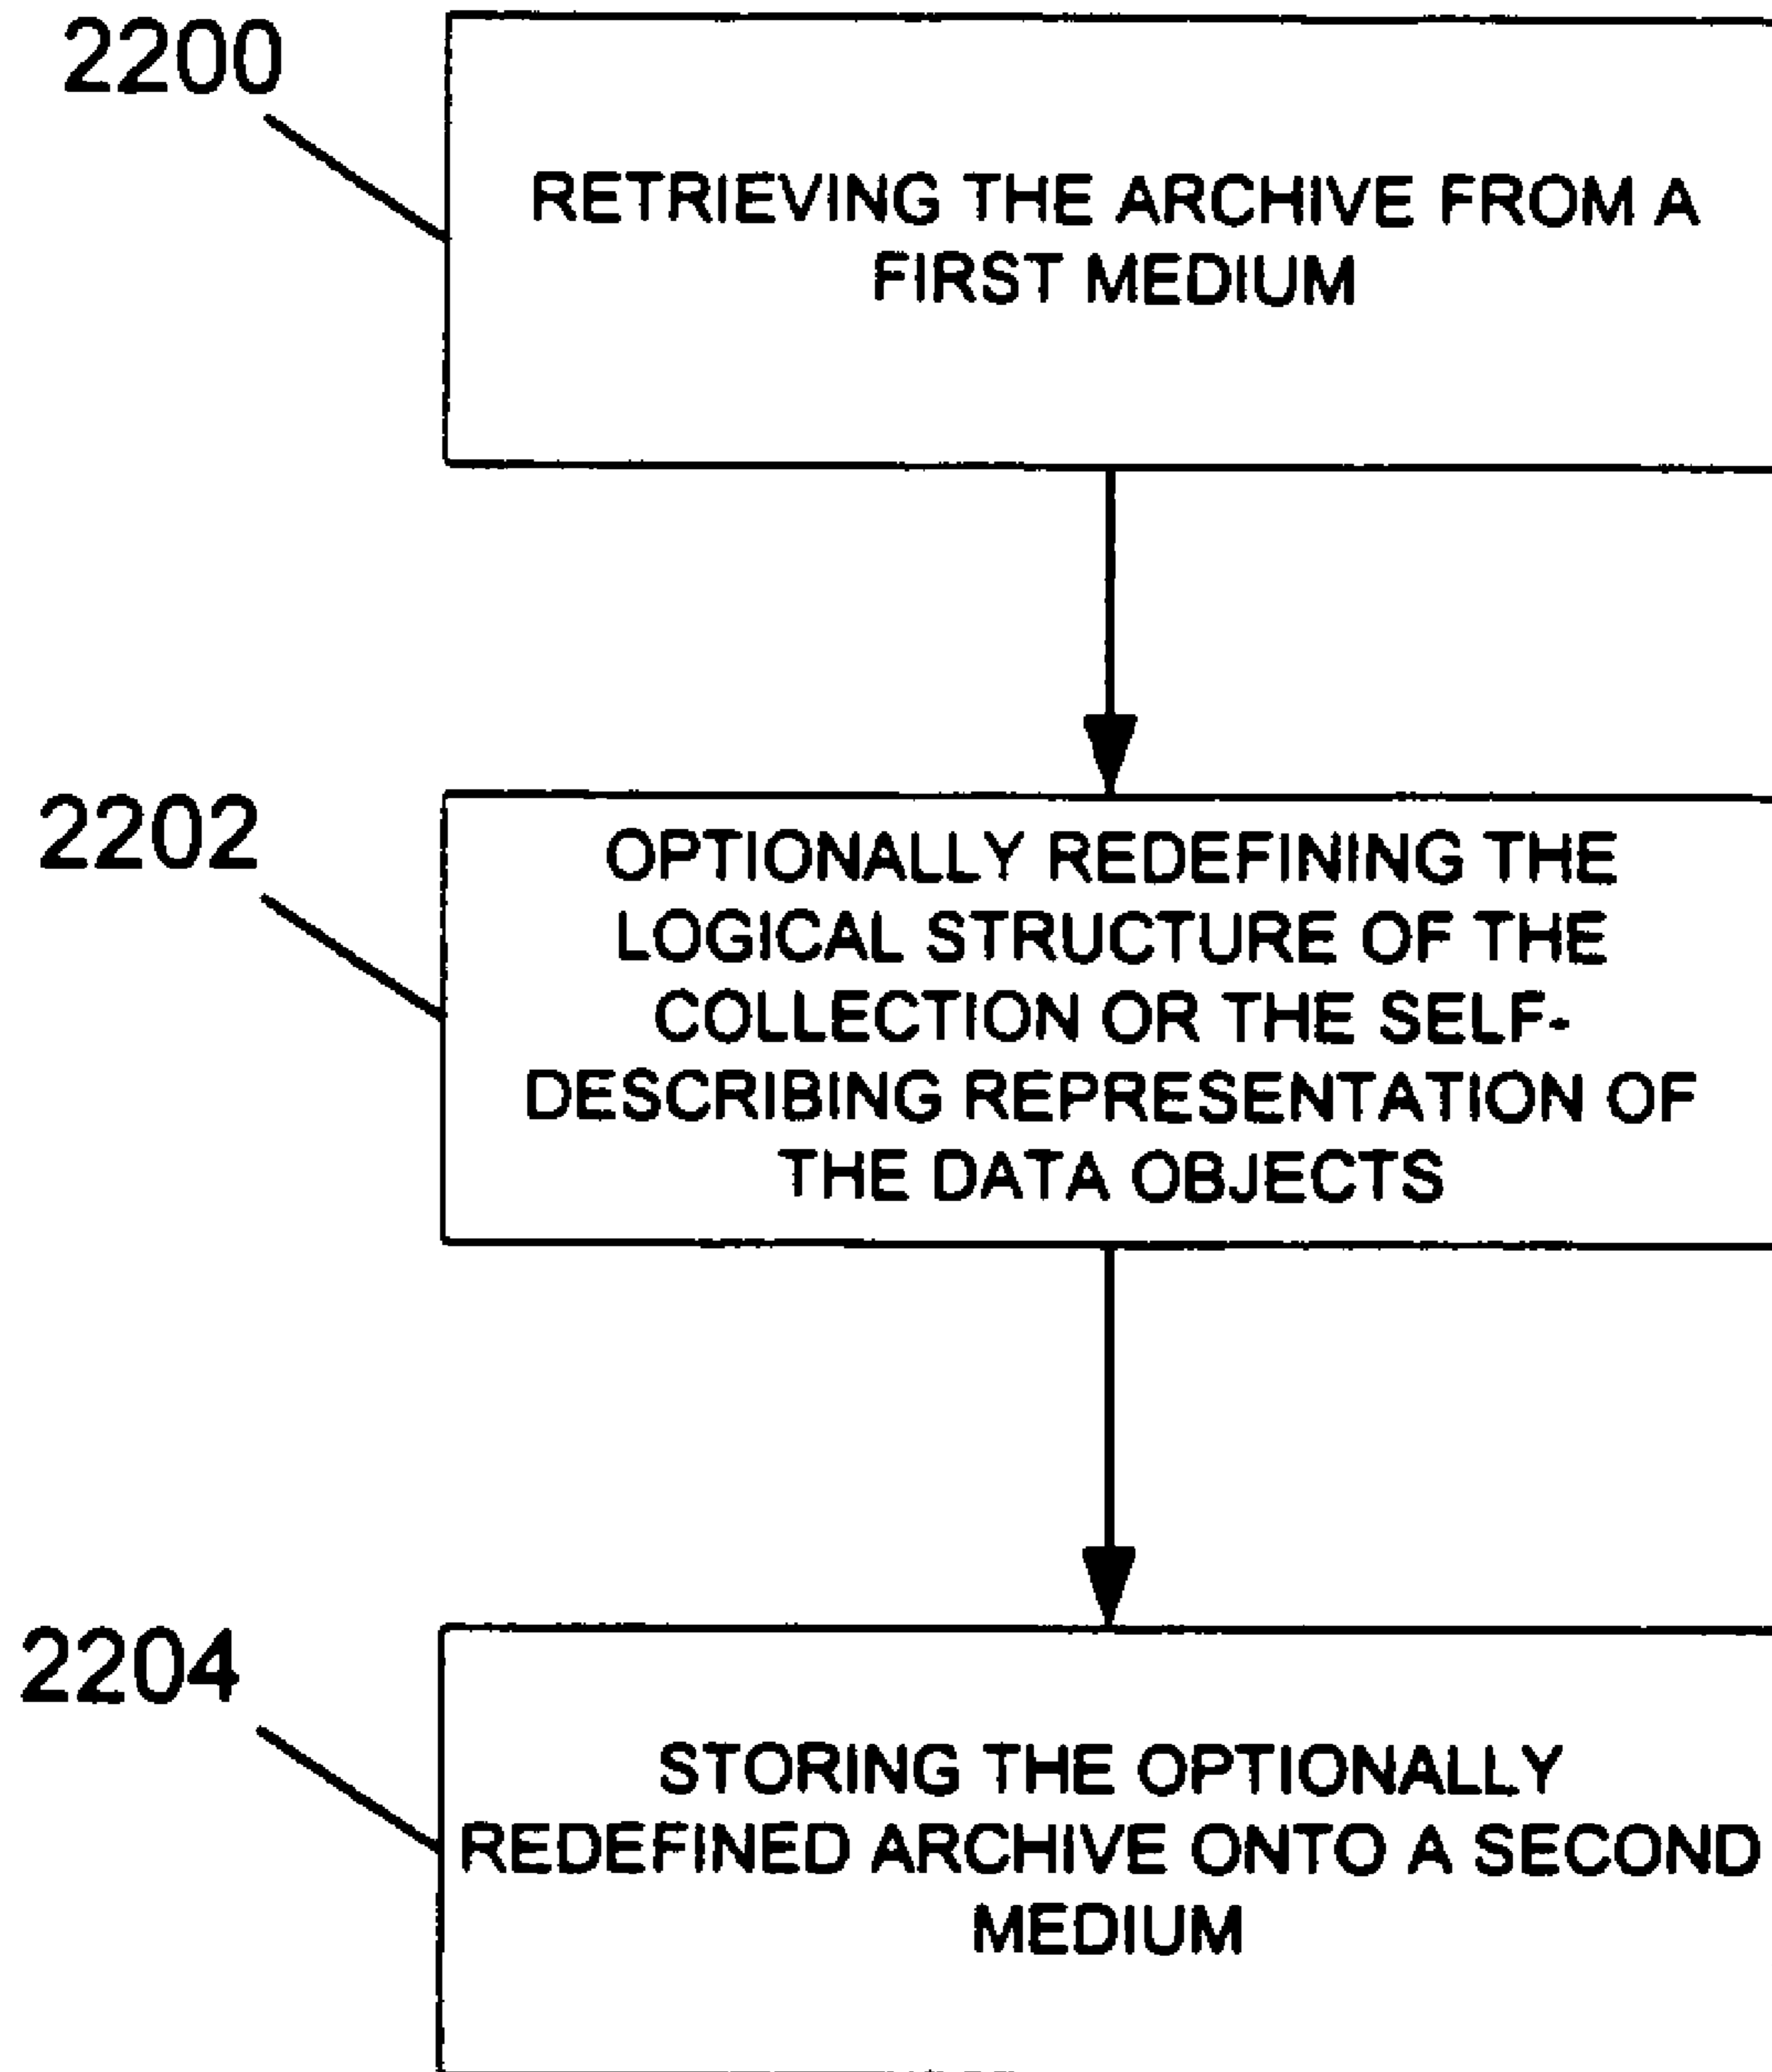 2200
RETRIEVING THE ARCHIVE FROM A
FIRST MEDIUM
2202
OPTIONALLY REDEFINING THE
LOGICAL STRUCTURE OF THE
COLLECTION OR THE SELF-
DESCRIBING REPRESENTATION OF
THE DATA OBJECTS
2204
STORING THE OPTIONALLY
REDEFINED ARCHIVE ONTO A SECOND
MEDIUM